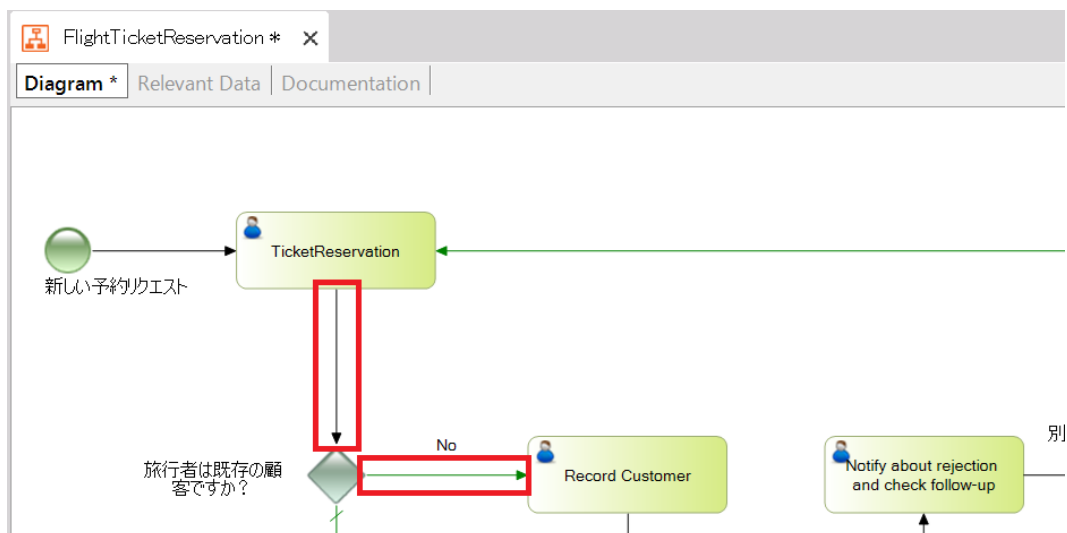 FlightTicketReservation *
Diagram * Relevant Data Documentation
TicketReservation
新しい予約リクエスト
No
別
旅行者は既存の顧
客ですか？
Record Customer
Notify about rejection
and check follow-up